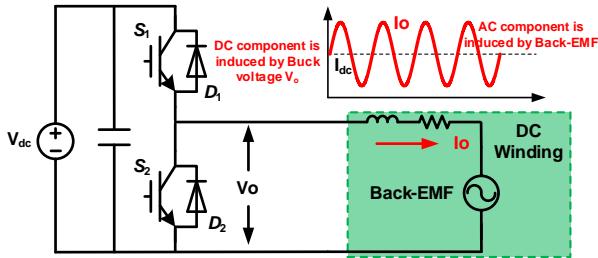 S1
D1
DC component is
induced by Buck
voltage Vo
Io
AC component is
induced by Back-EMF
Idc
Vdc
S2
D2
Vo
DC
Winding
Io
Back-EMF